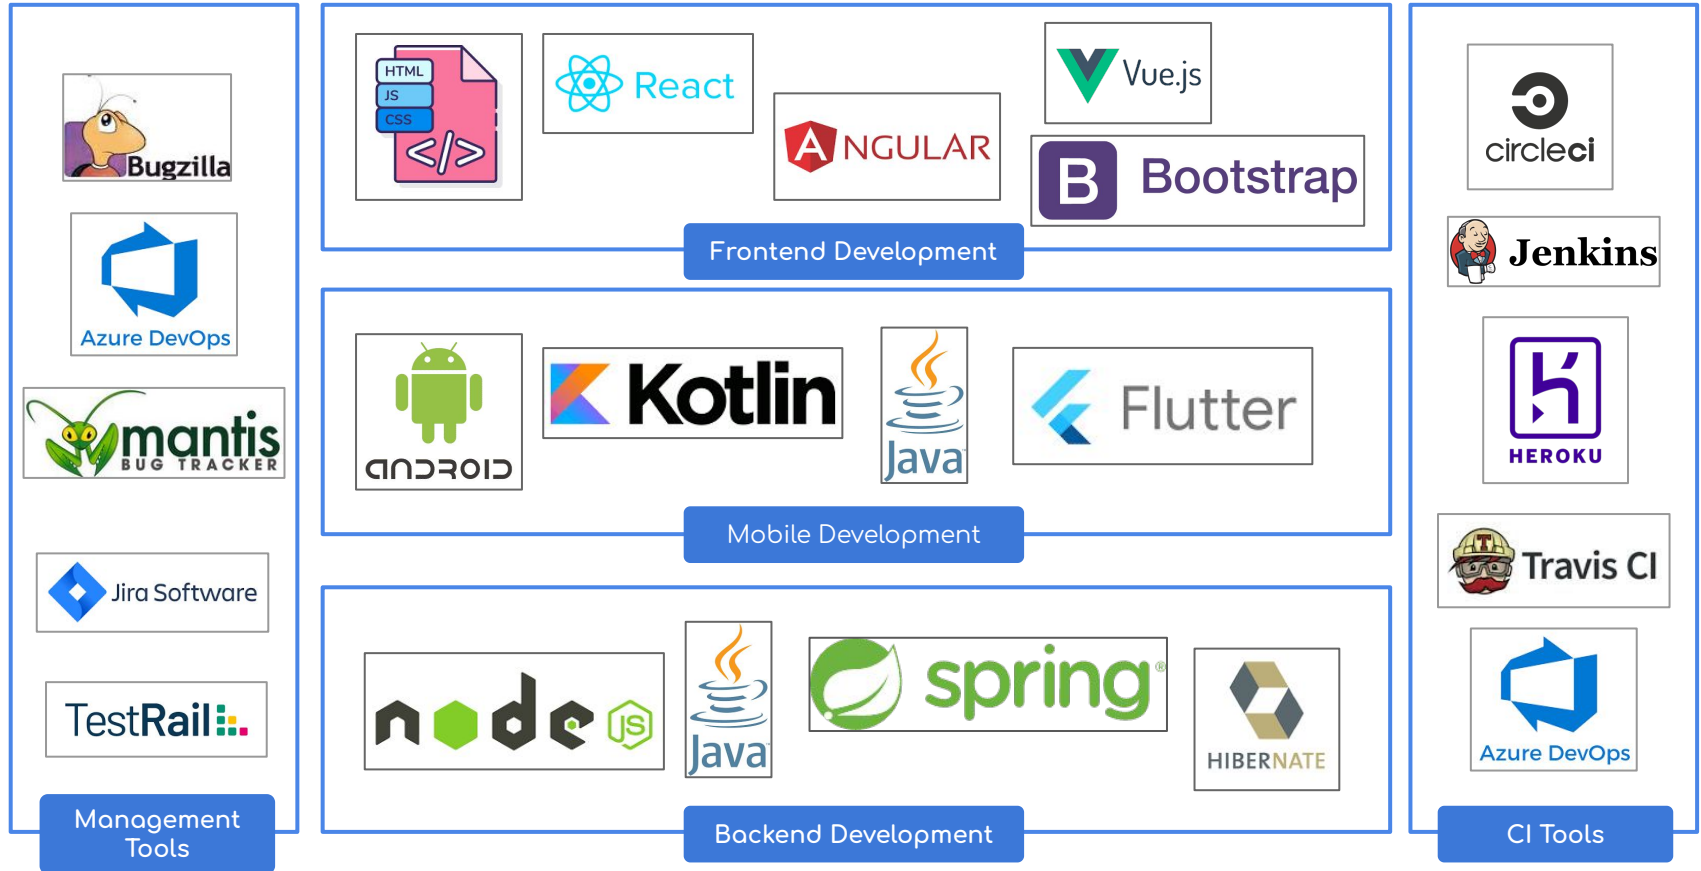 Bugzilla
Azure DevOps
mantis
BUG TRACKER
Jira Software
TestRail
Management
Tools
HTML
JS
CSS
</>
React
ANGULAR
Vue.js
B Bootstrap
Frontend Development
ANDROID
Kotlin
Java
Flutter
Mobile Development
node
JS
Java
spring®
HIBERNATE
Backend Development
circleci
Jenkins
HEROKU
T
Travis CI
Azure DevOps
CI Tools